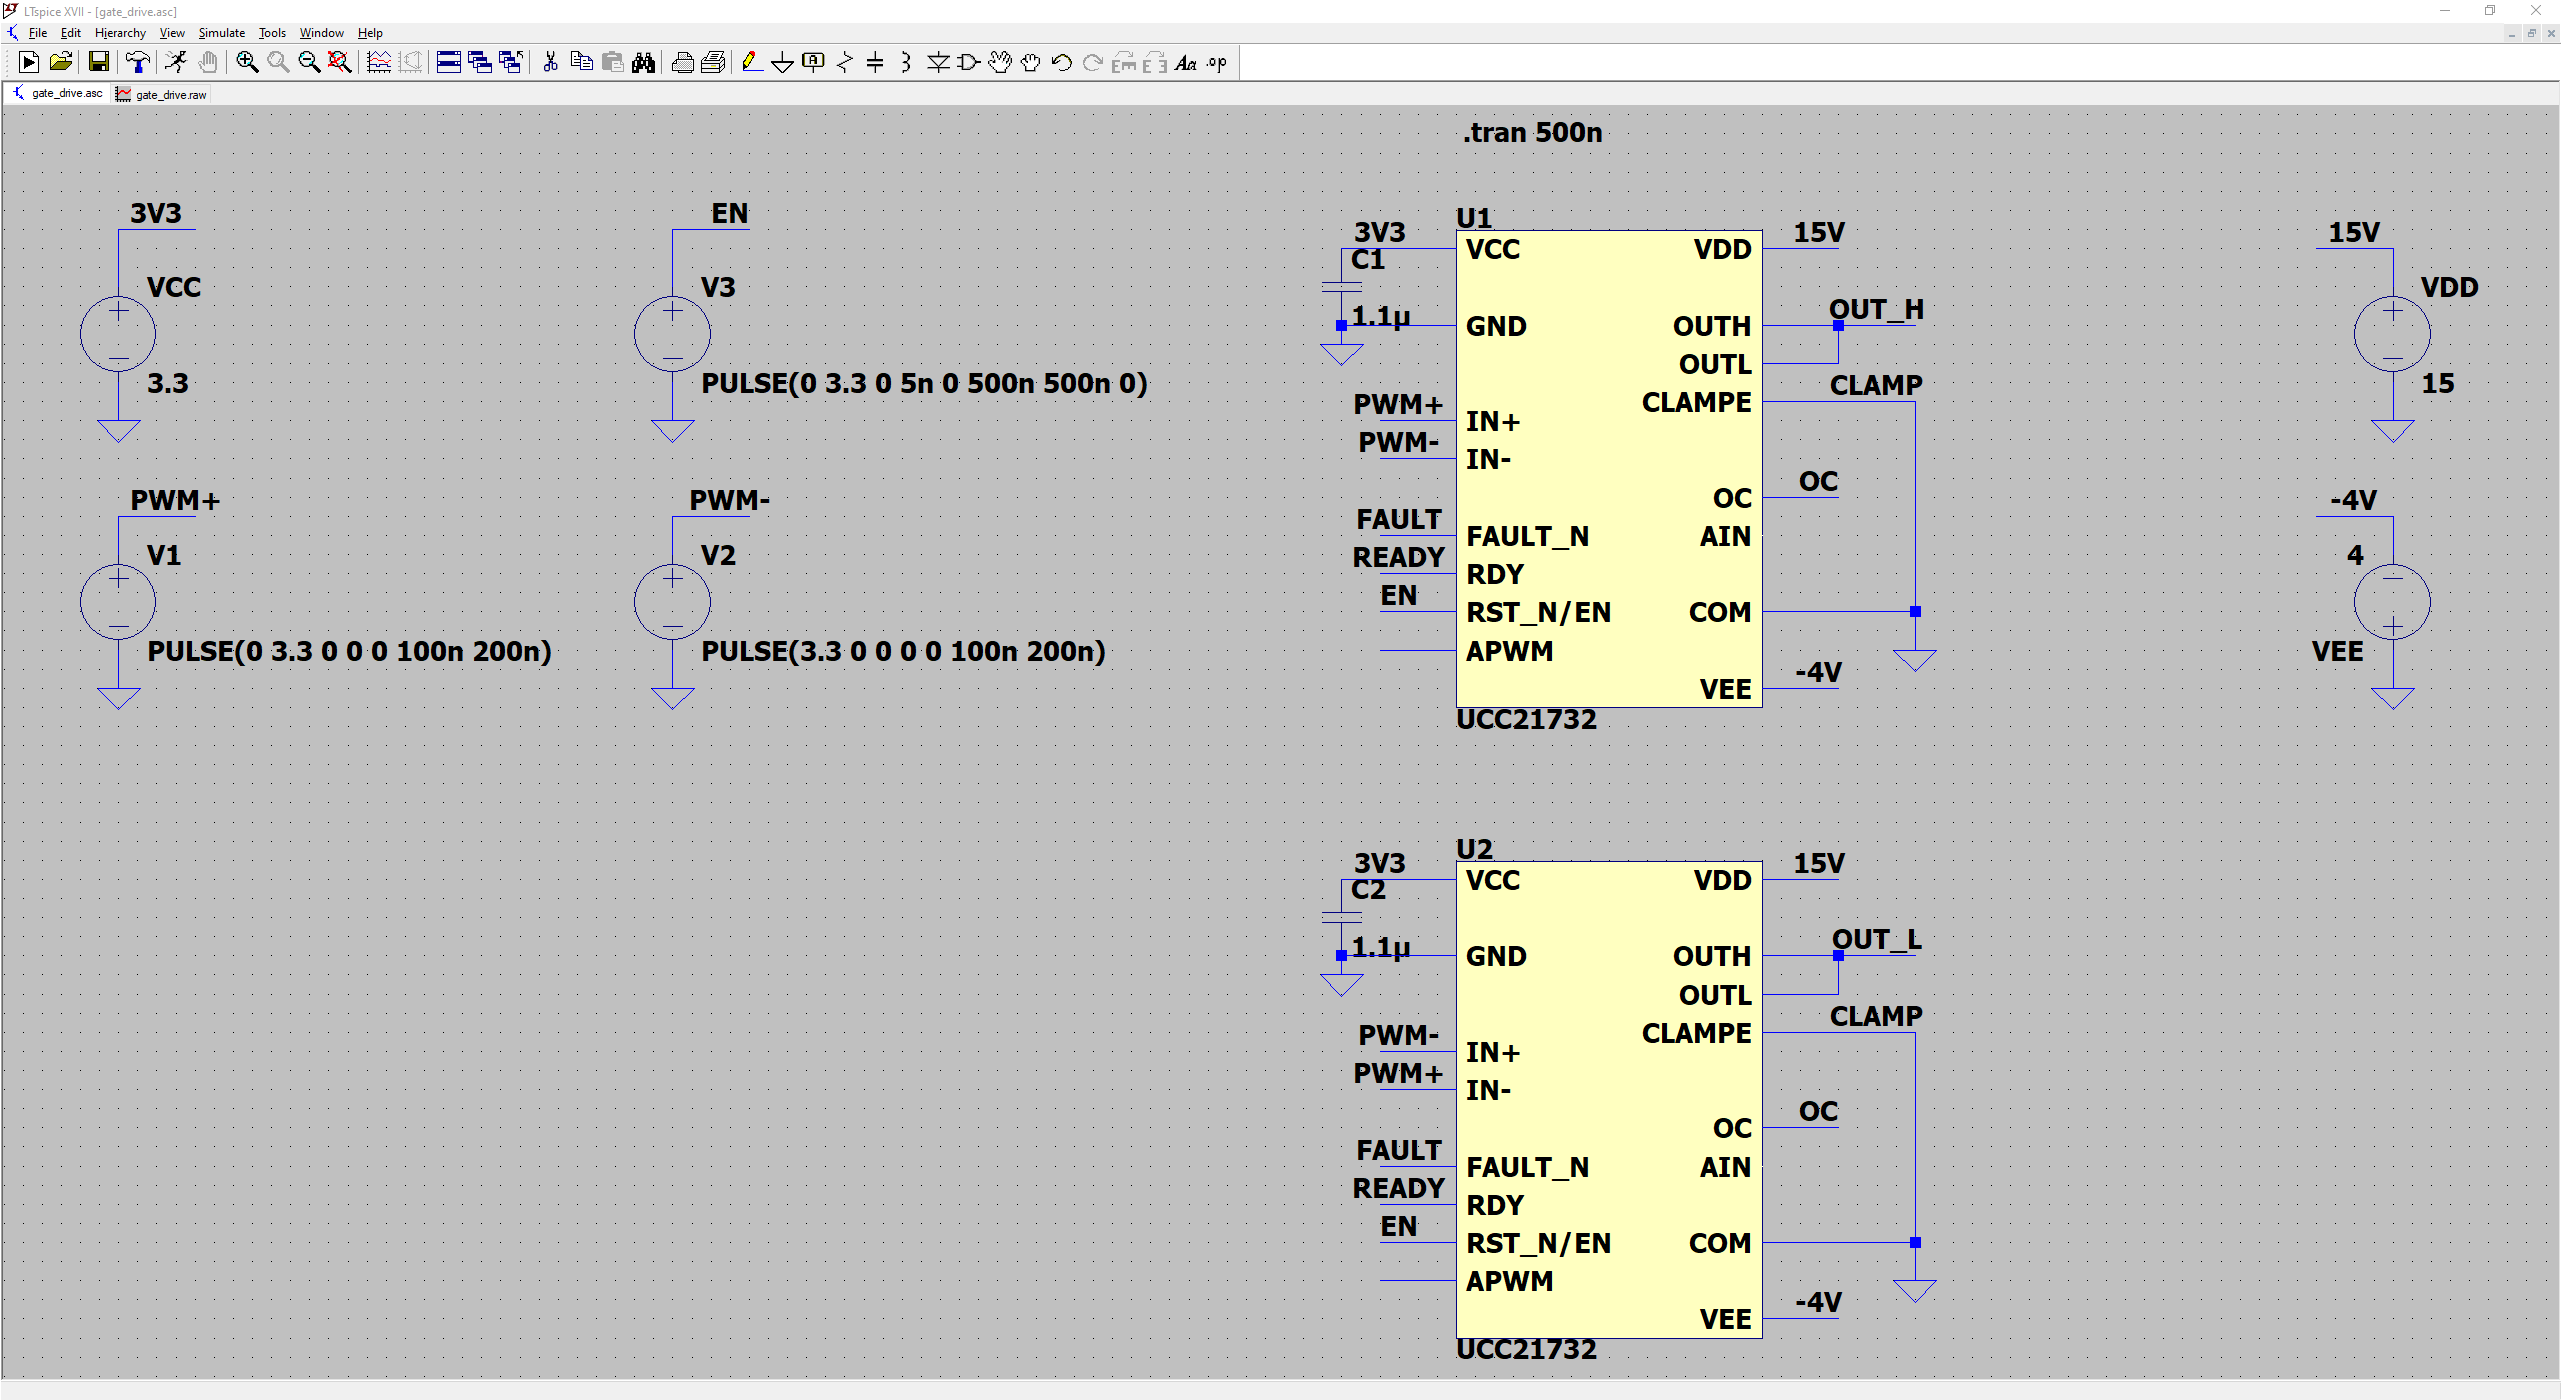 LTspice XVII - [gate_drive.asc]
File Edit Hierarchy View Simulate Tools Window Help
gate_drive.asc gate_drive.raw
.tran 500n
3V3
VCC
3.3
EN
V3
PULSE(0 3.3 0 5n 0 500n 500n 0)
PWM+
V1
PULSE(0 3.3 0 0 0 100n 200n)
PWM-
V2
PULSE(3.3 0 0 0 0 100n 200n)
U1
3V3 VCC VDD 15V
C1
1.1µ GND OUTH OUT_H
OUTL
CLAMPE CLAMP
PWM+ IN+
PWM- IN-
OC OC
FAULT FAULT_N AIN
READY RDY
EN RST_N/EN COM
APWM
VEE -4V
UCC21732
15V
VDD
15
-4V
4
VEE
U2
3V3 VCC VDD 15V
C2
1.1µ GND OUTH OUT_L
OUTL
CLAMPE CLAMP
PWM- IN+
PWM+ IN-
OC OC
FAULT FAULT_N AIN
READY RDY
EN RST_N/EN COM
APWM
VEE -4V
UCC21732